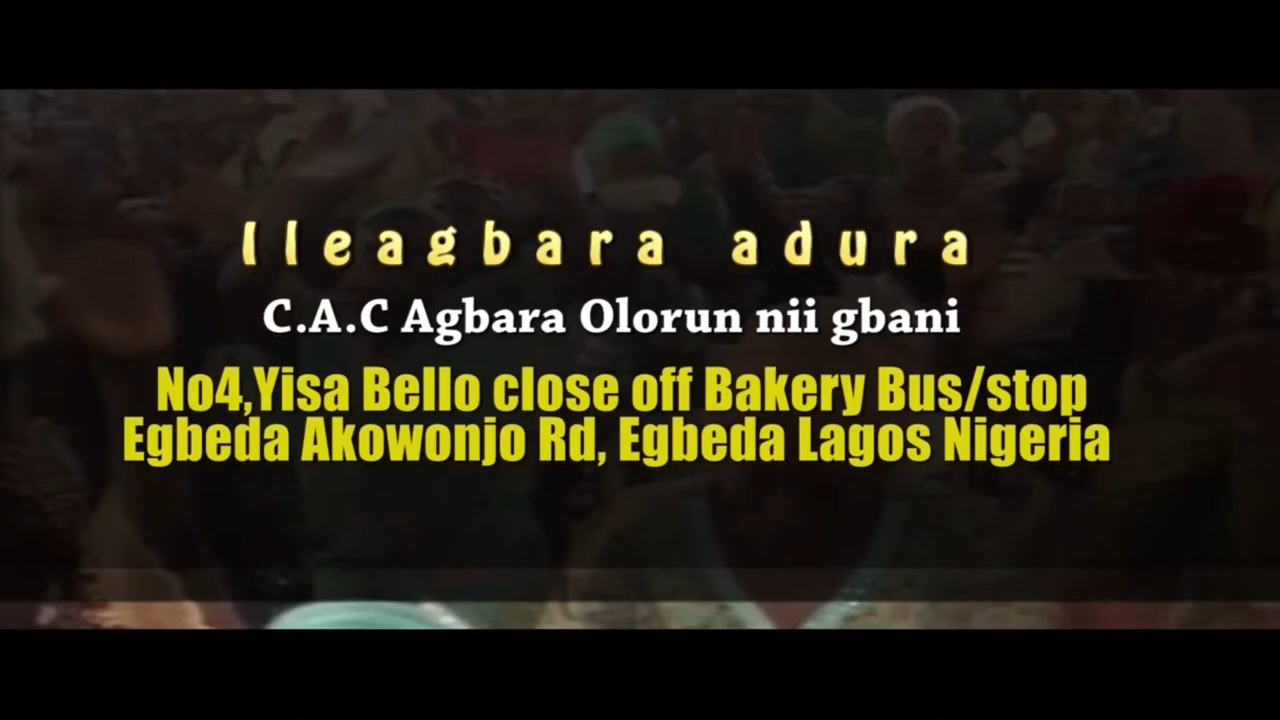 Ileagbara adura
C.A.C Agbara Olorun nii gbani
No4,Yisa Bello close off Bakery Bus/stop
Egbeda Akowonjo Rd, Egbeda Lagos Nigeria